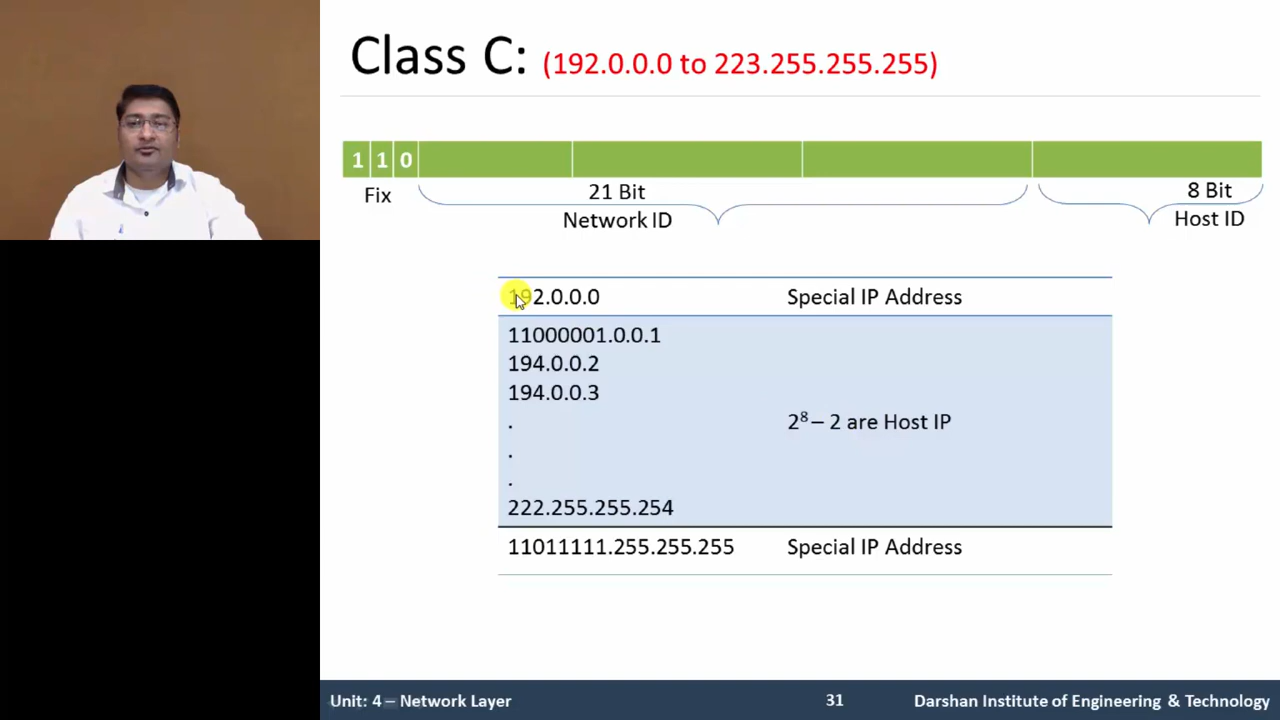 Class C: (192.0.0.0 to 223.255.255.255)
1 1 0
Fix
21 Bit
Network ID
8 Bit
Host ID
192.0.0.0 Special IP Address
11000001.0.0.1
194.0.0.2
194.0.0.3
. 2⁸ – 2 are Host IP
.
.
222.255.255.254
11011111.255.255.255 Special IP Address
Unit: 4 – Network Layer 31 Darshan Institute of Engineering & Technology